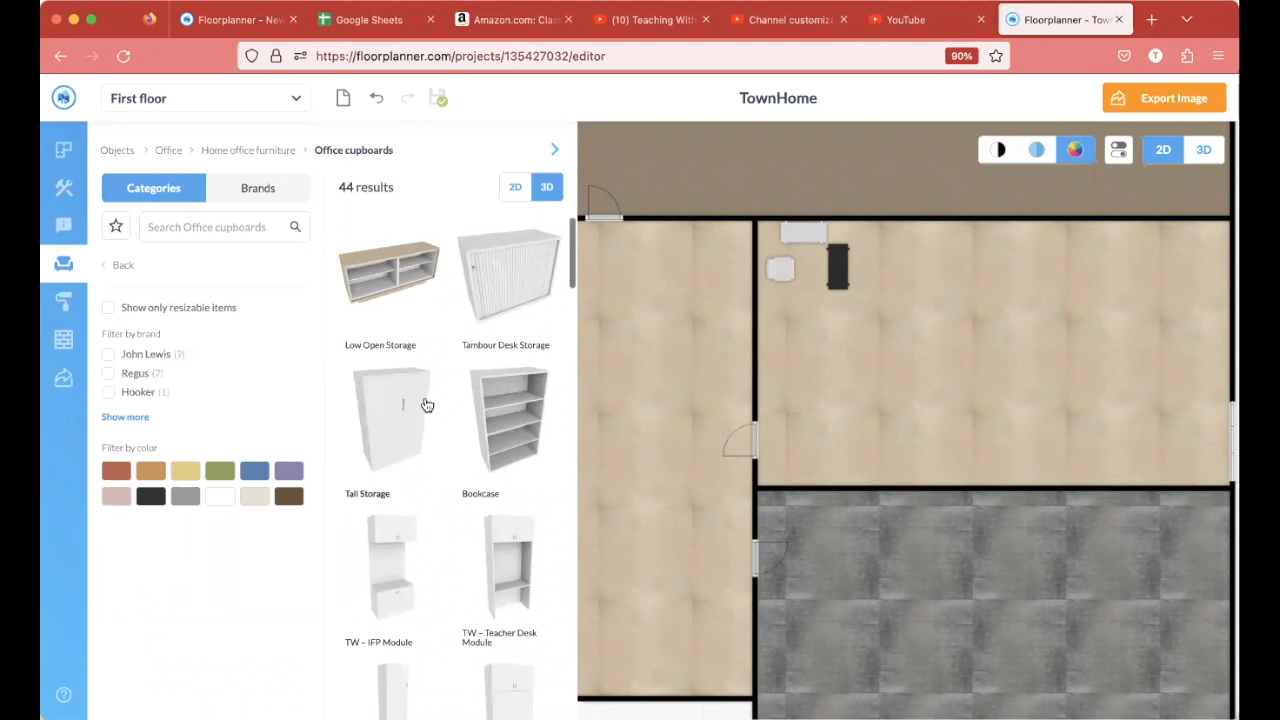 Floorplanner - New
Google Sheets
Amazon.com: Clas
(10) Teaching With
Channel customiza
YouTube
Floorplanner - Tow
https://floorplanner.com/projects/135427032/editor
90%
T
First floor
TownHome
Export Image
Objects > Office > Home office furniture > Office cupboards
2D 3D
Categories
Brands
44 results
2D 3D
Search Office cupboards
Back
Show only resizable items
Filter by brand
John Lewis (9)
Regus (7)
Hooker (1)
Show more
Filter by color
Low Open Storage
Tambour Desk Storage
Tall Storage
Bookcase
TW – IFP Module
TW – Teacher Desk
Module